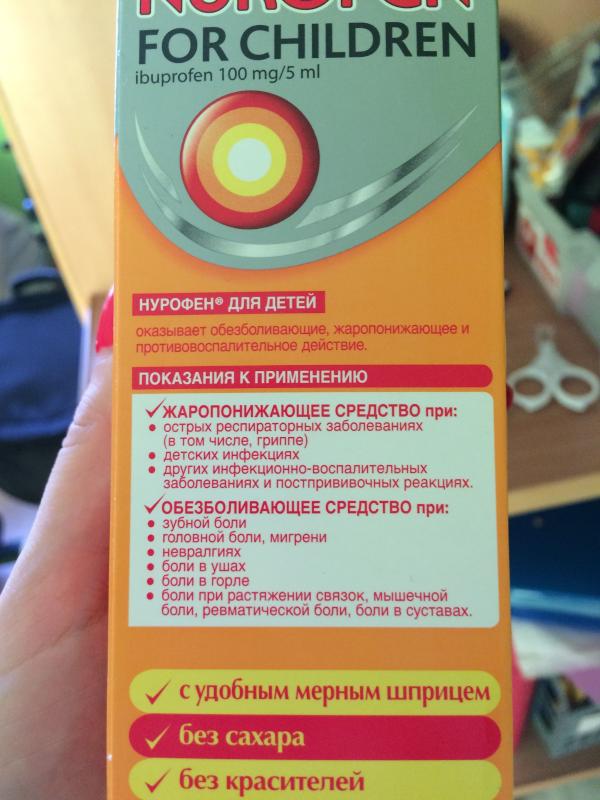 NUROFEN
FOR CHILDREN
ibuprofen 100 mg/5 ml
НУРОФЕН® ДЛЯ ДЕТЕЙ
оказывает обезболивающие, жаропонижающее и
противовоспалительное действие.
ПОКАЗАНИЯ К ПРИМЕНЕНИЮ
ЖАРОПОНИЖАЮЩЕЕ СРЕДСТВО при:
• острых респираторных заболеваниях
(в том числе, гриппе)
• детских инфекциях
• других инфекционно-воспалительных
заболеваниях и постпрививочных реакциях.
ОБЕЗБОЛИВАЮЩЕЕ СРЕДСТВО при:
• зубной боли
• головной боли, мигрени
• невралгиях
• боли в ушах
• боли в горле
• боли при растяжении связок, мышечной
боли, ревматической боли, боли в суставах.
с удобным мерным шприцем
без сахара
без красителей